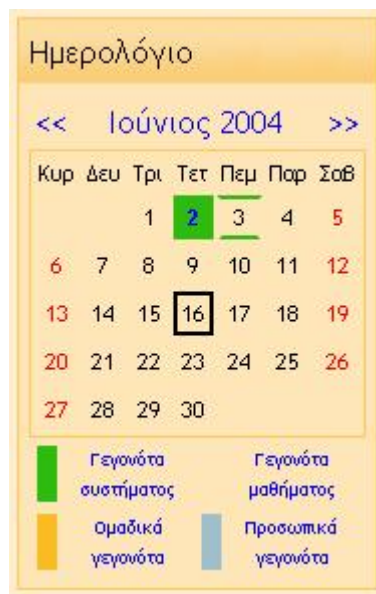 Ημερολόγιο
<< Ιούνιος 2004 >>
Κυρ Δευ Τρι Τετ Πεμ Παρ Σαβ
1 2 3 4 5
6 7 8 9 10 11 12
13 14 15 16 17 18 19
20 21 22 23 24 25 26
27 28 29 30
Γεγονότα Γεγονότα
συστήματος μαθήματος
Ομαδικά Προσωπικά
γεγονότα γεγονότα